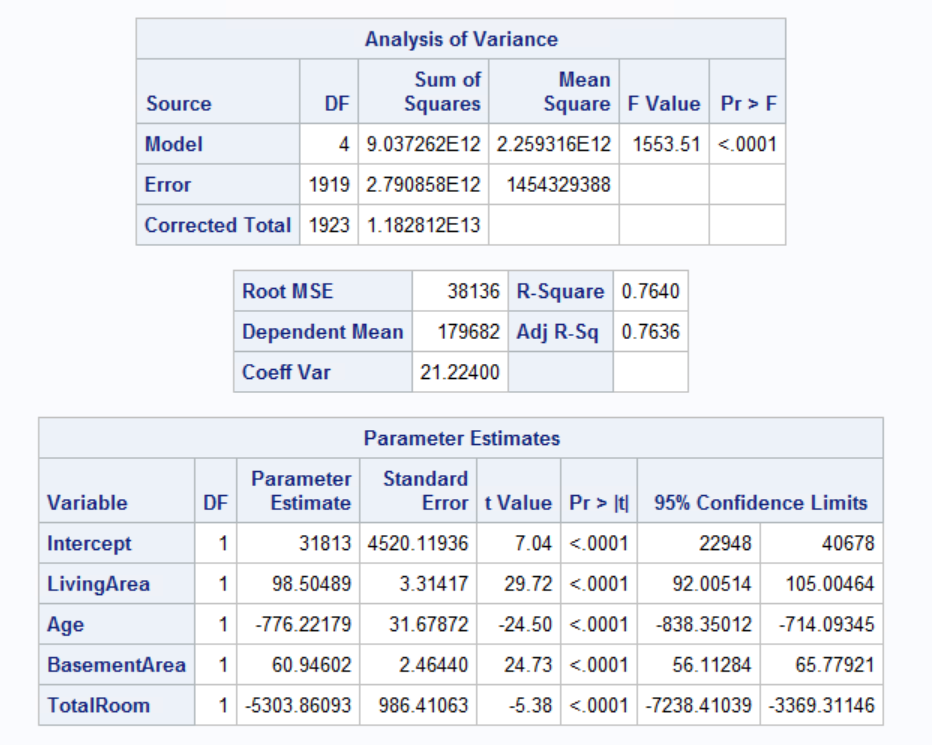 Analysis of Variance
Source DF Sum of Squares Mean Square F Value Pr > F
Model 4 9.037262E12 2.259316E12 1553.51 <.0001
Error 1919 2.790858E12 1454329388
Corrected Total 1923 1.182812E13
Root MSE 38136 R-Square 0.7640
Dependent Mean 179682 Adj R-Sq 0.7636
Coeff Var 21.22400
Parameter Estimates
Variable DF Parameter Estimate Standard Error t Value Pr > |t| 95% Confidence Limits
Intercept 1 31813 4520.11936 7.04 <.0001 22948 40678
LivingArea 1 98.50489 3.31417 29.72 <.0001 92.00514 105.00464
Age 1 -776.22179 31.67872 -24.50 <.0001 -838.35012 -714.09345
BasementArea 1 60.94602 2.46440 24.73 <.0001 56.11284 65.77921
TotalRoom 1 -5303.86093 986.41063 -5.38 <.0001 -7238.41039 -3369.31146